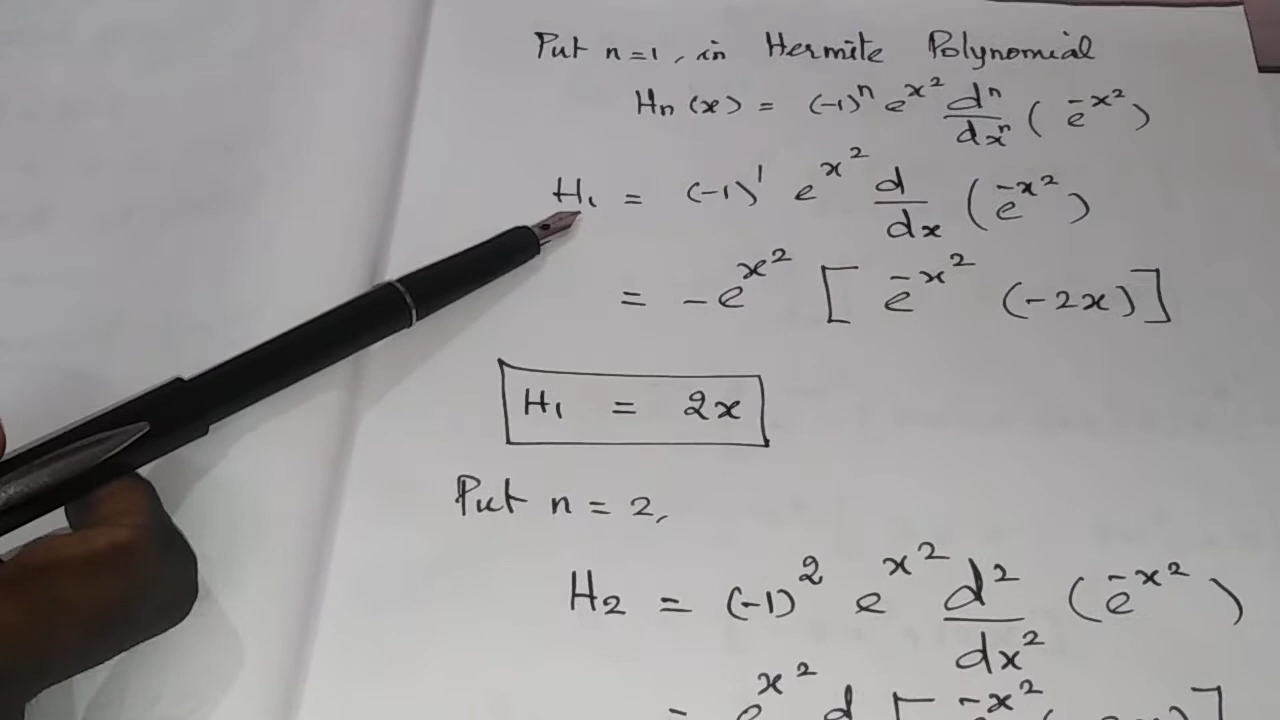 Put n=1, in Hermite Polynomial
Hn (x) = (-1)^n e^{x^2} d^n/dx^n ( e^{-x^2} )
H1 = (-1)^1 e^{x^2} d/dx ( e^{-x^2} )
= -e^{x^2} [ e^{-x^2} (-2x) ]
H1 = 2x
Put n = 2,
H2 = (-1)^2 e^{x^2} d^2/dx^2 ( e^{-x^2} )